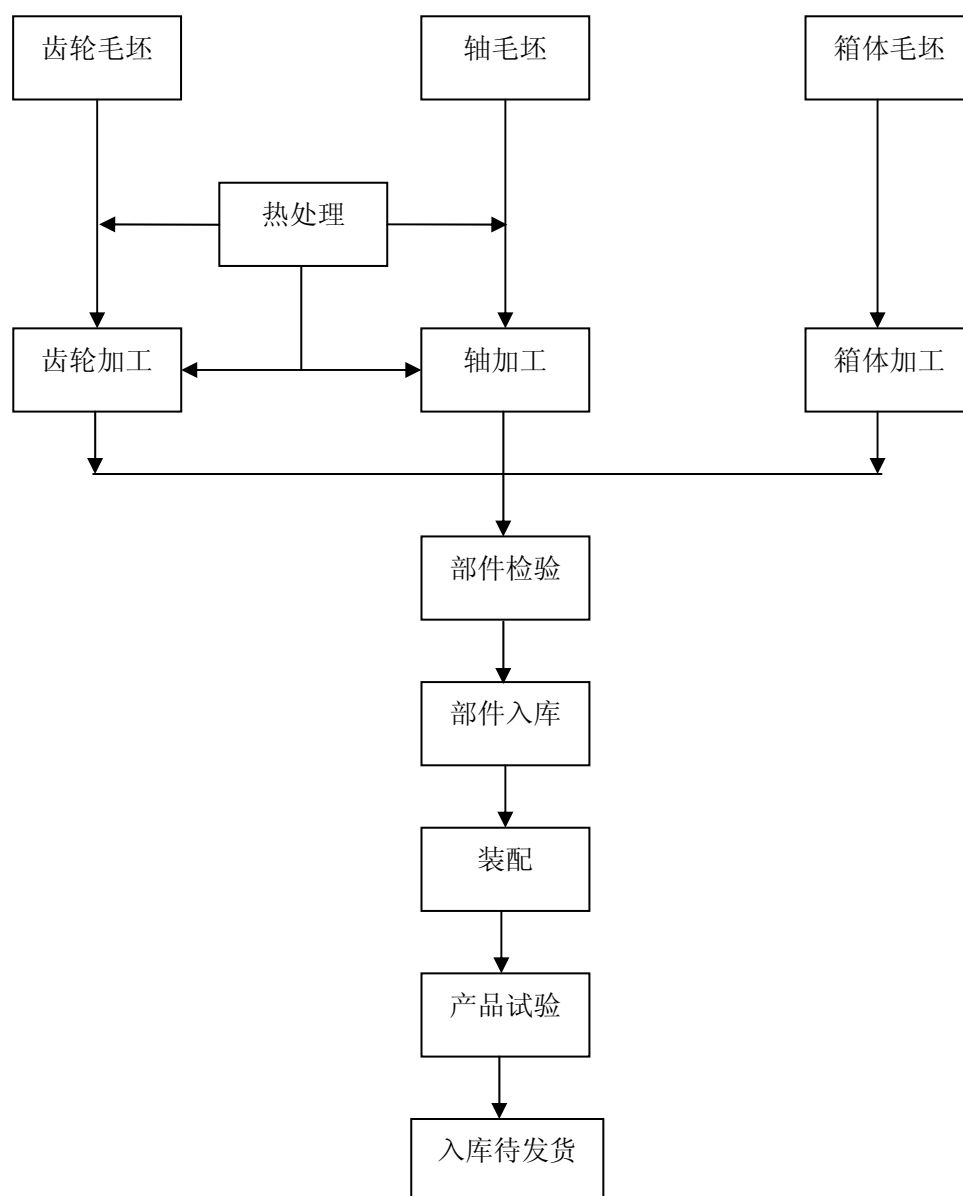 齿轮毛坯
轴毛坯
箱体毛坯
热处理
齿轮加工
轴加工
箱体加工
部件检验
部件入库
装配
产品试验
入库待发货